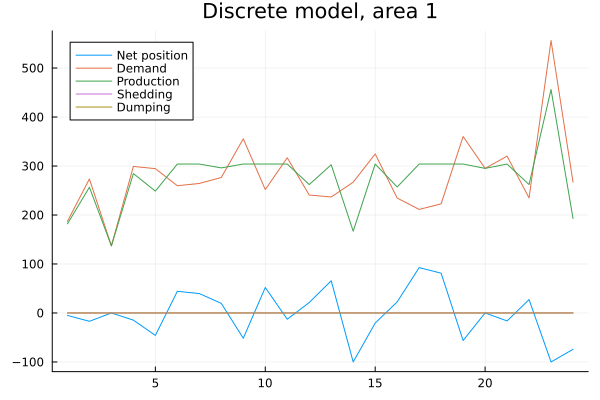 Discrete model, area 1
Net position
Demand
Production
Shedding
Dumping
500
400
300
200
100
0
−100
5
10
15
20